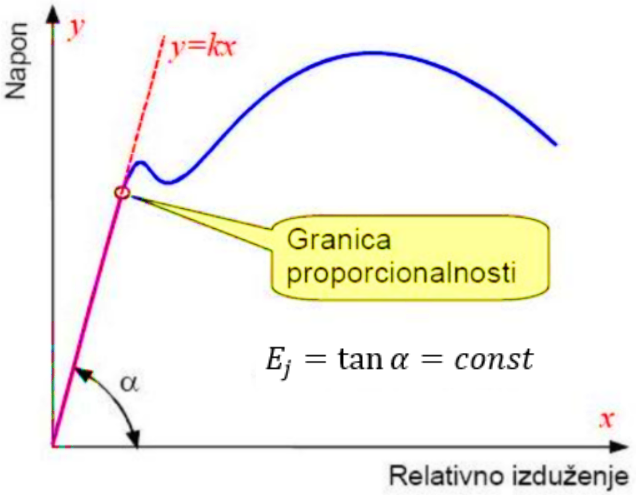 Napon
y
y=kx
Granica
proporcionalnosti
E_j = tan α = const
α
x
Relativno izduženje